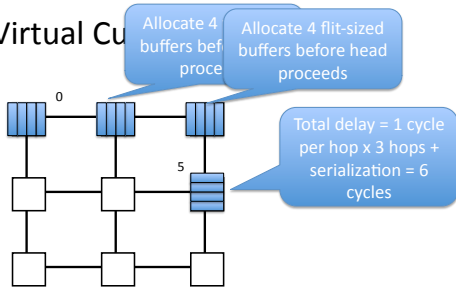 Virtual Cu
Allocate 4
buffers bef
proce
Allocate 4 flit-sized
buffers before head
proceeds
0
Total delay = 1 cycle
per hop x 3 hops +
serialization = 6
cycles
5